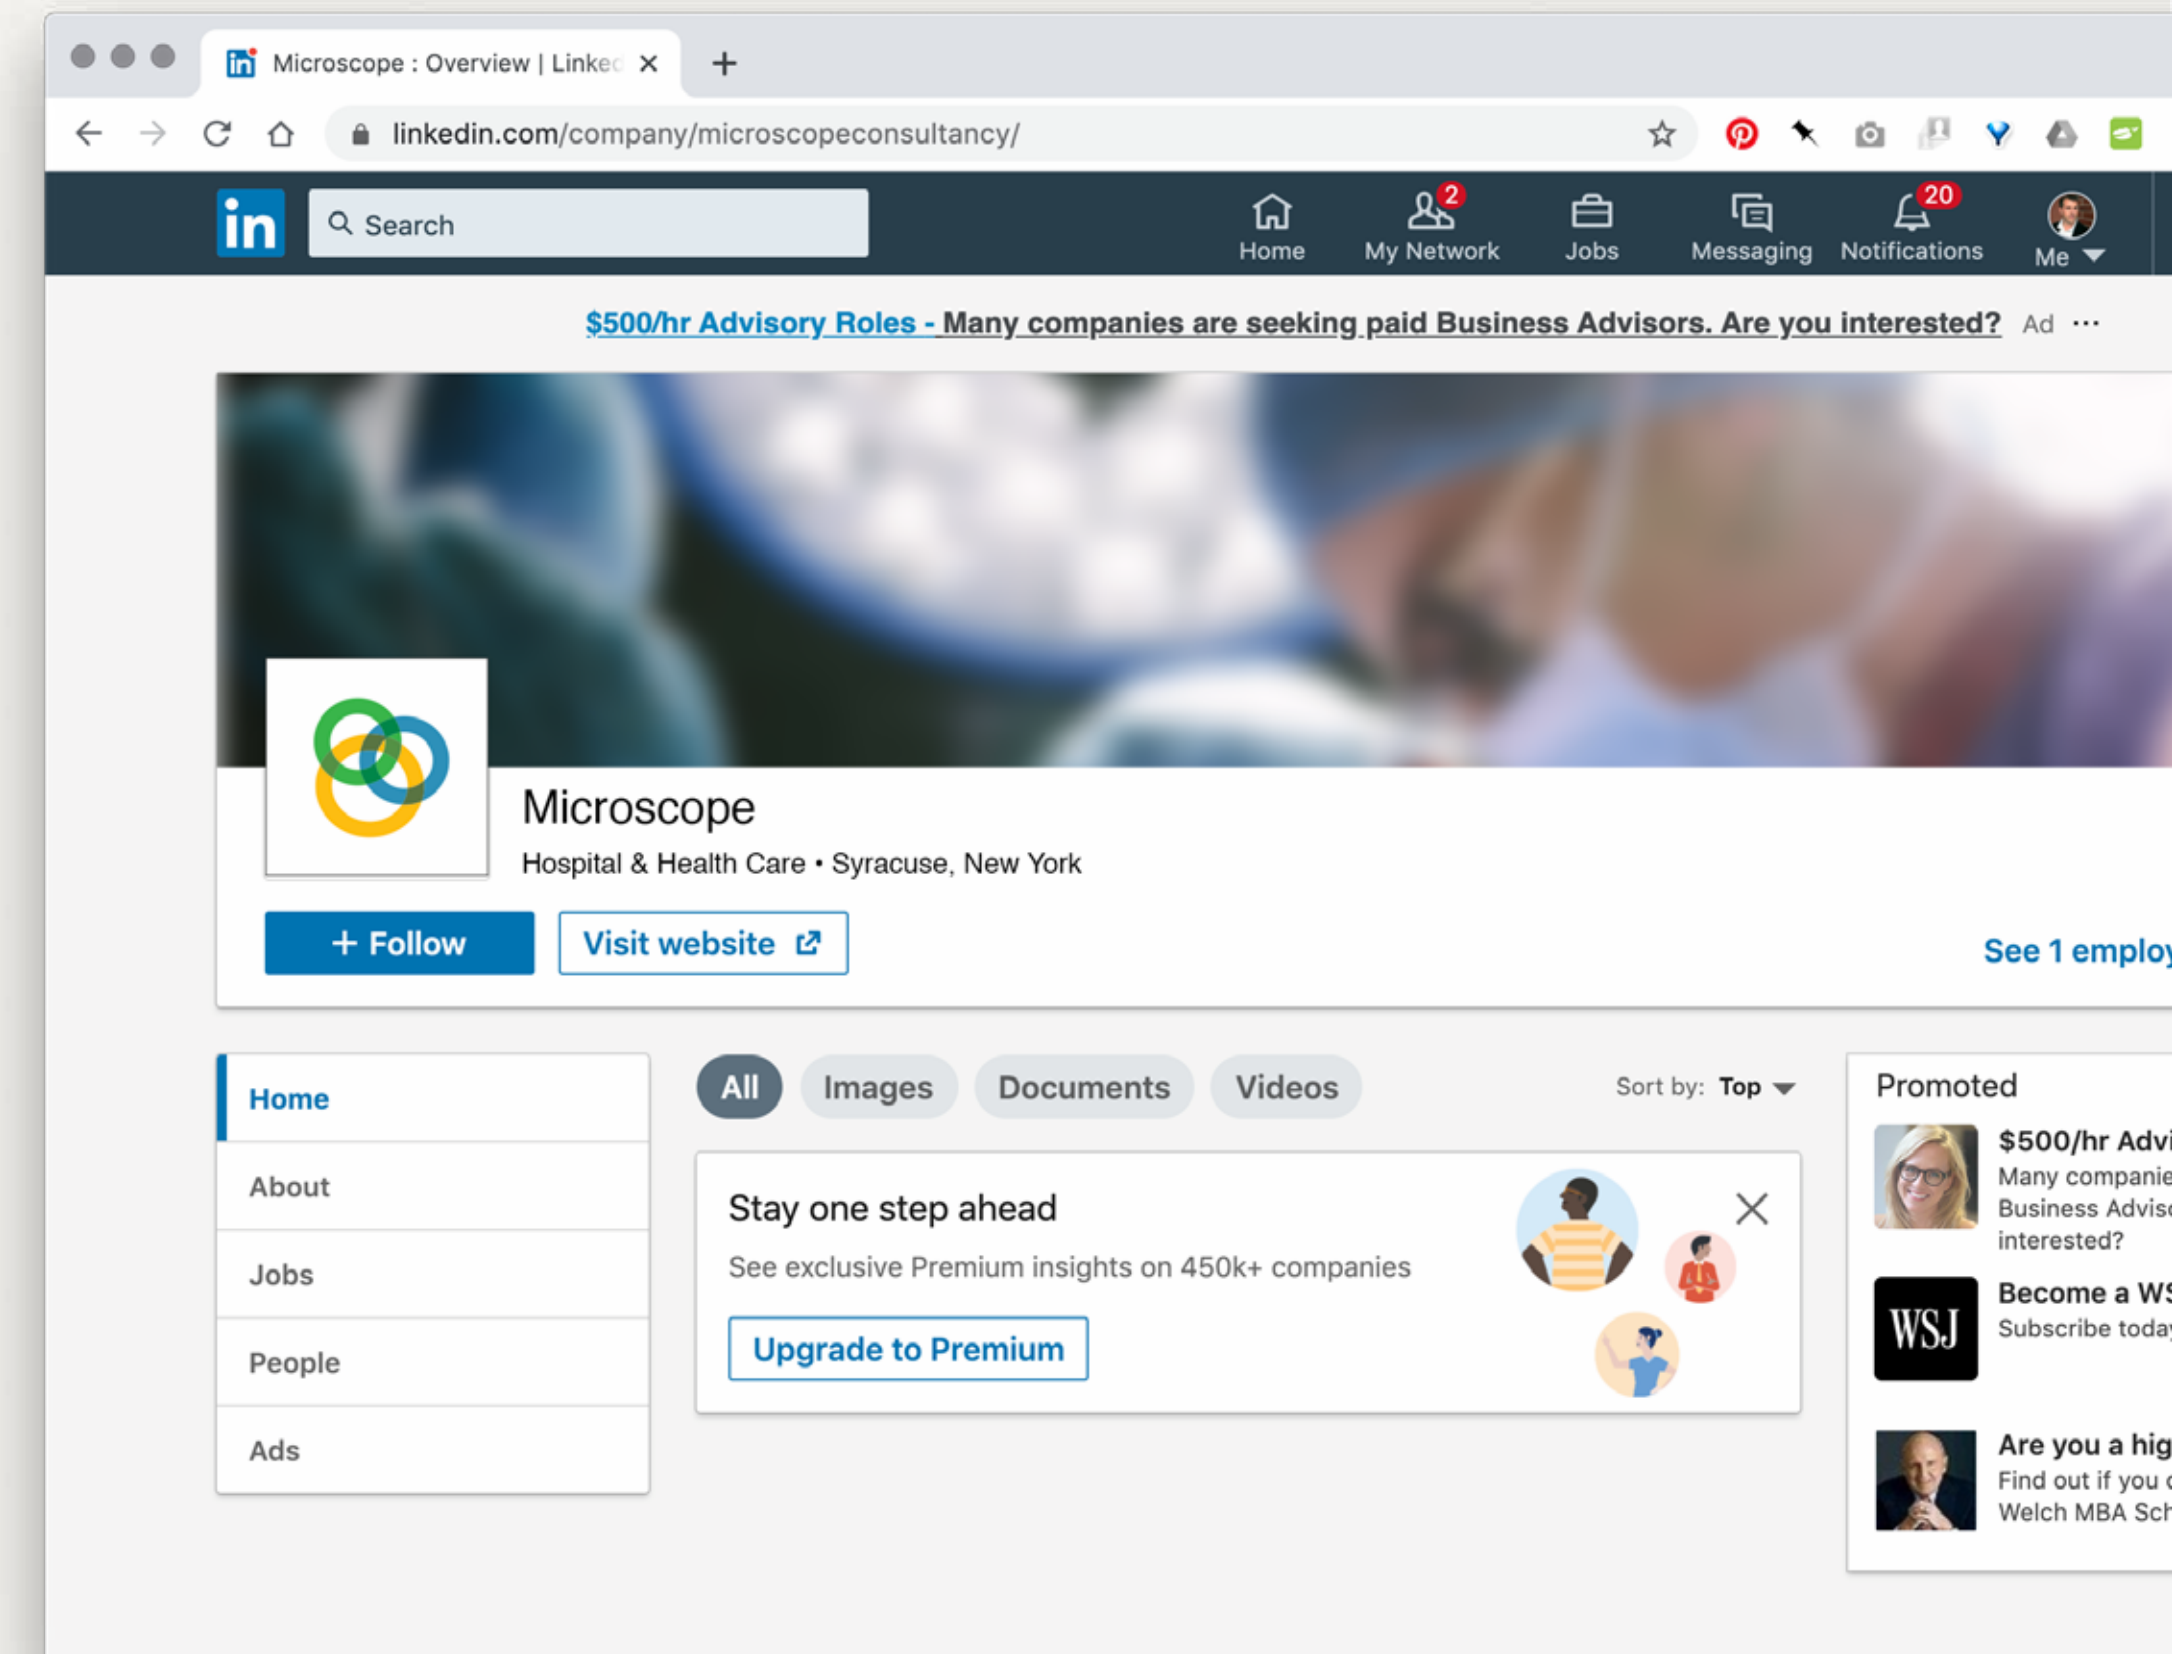 Microscope : Overview | Linked
linkedin.com/company/microscopeconsultancy/
in
Search
Home
My Network
2
Jobs
Messaging
Notifications
20
Me
$500/hr Advisory Roles - Many companies are seeking paid Business Advisors. Are you interested? Ad ...
Microscope
Hospital & Health Care • Syracuse, New York
+ Follow
Visit website
See 1 employ
Home
About
Jobs
People
Ads
All
Images
Documents
Videos
Sort by: Top
Stay one step ahead
See exclusive Premium insights on 450k+ companies
Upgrade to Premium
Promoted
$500/hr Advi
Many companie
Business Adviso
interested?
WSJ
Become a WS
Subscribe today
Are you a hig
Find out if you
Welch MBA Sch